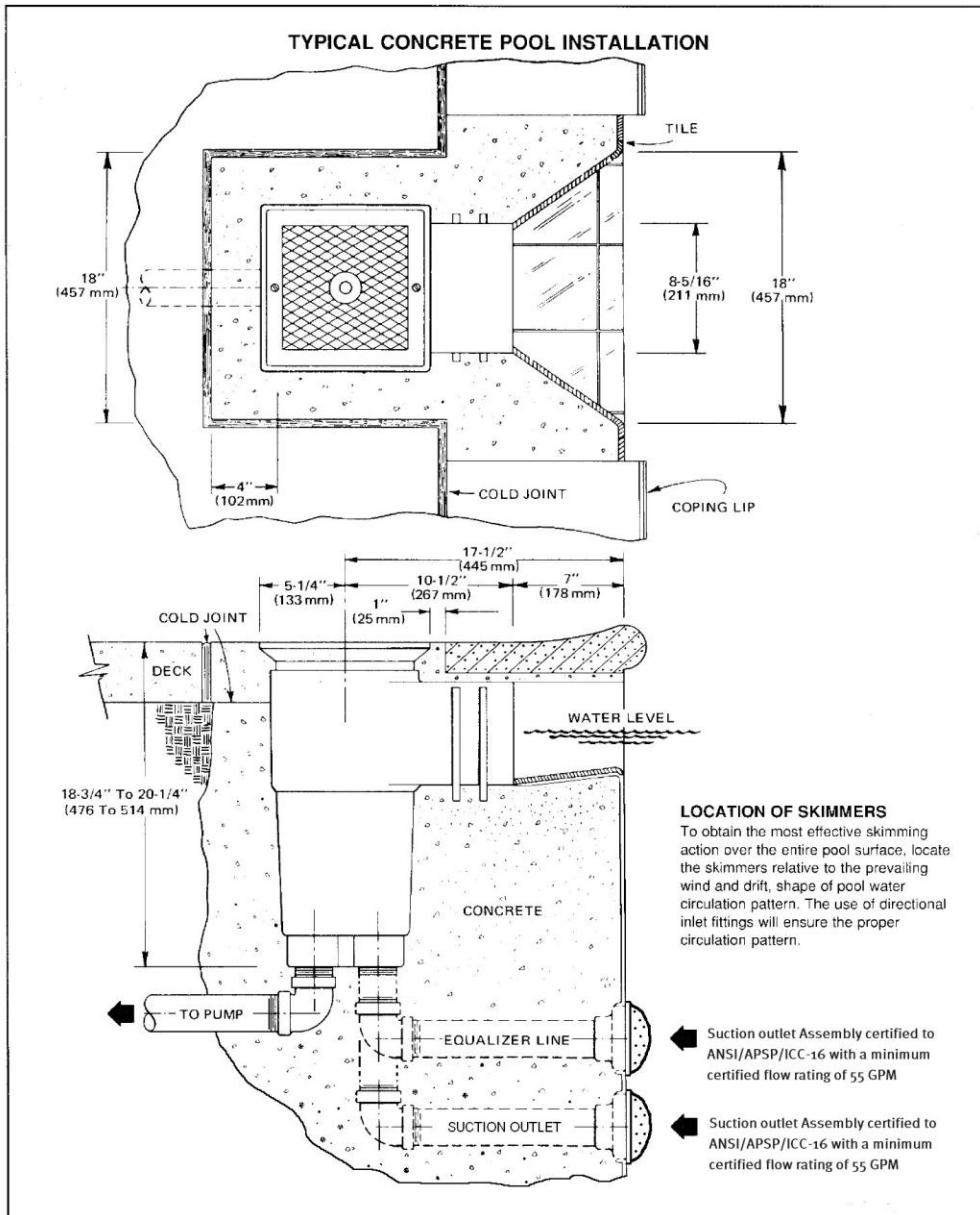 TYPICAL CONCRETE POOL INSTALLATION
TILE
18"
(457 mm)
8-5/16"
(211 mm)
18"
(457 mm)
4"
(102mm)
COLD JOINT
COPING LIP
17-1/2"
(445 mm)
5-1/4"
(133 mm)
10-1/2"
(267 mm)
7"
(178 mm)
1"
(25 mm)
COLD JOINT
DECK
WATER LEVEL
18-3/4" To 20-1/4"
(476 To 514 mm)
LOCATION OF SKIMMERS
To obtain the most effective skimming
action over the entire pool surface, locate
the skimmers relative to the prevailing
wind and drift, shape of pool water
circulation pattern. The use of directional
inlet fittings will ensure the proper
circulation pattern.
CONCRETE
TO PUMP
EQUALIZER LINE
Suction outlet Assembly certified to
ANSI/APSP/ICC-16 with a minimum
certified flow rating of 55 GPM
SUCTION OUTLET
Suction outlet Assembly certified to
ANSI/APSP/ICC-16 with a minimum
certified flow rating of 55 GPM